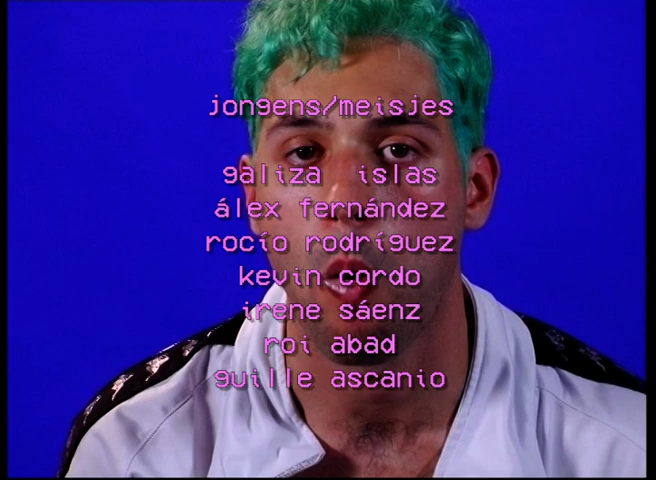 jongens/meisjes
galiza islas
álex fernández
rocío rodríguez
kevin cordo
irene sáenz
roi abad
guille ascanio